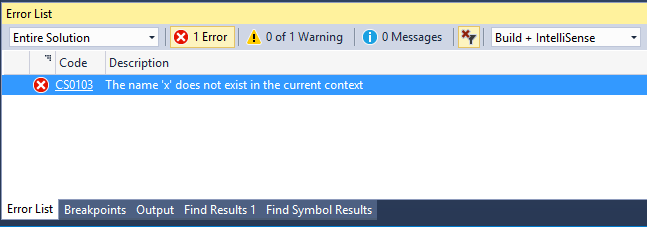 Error List
Entire Solution 1 Error 0 of 1 Warning 0 Messages Build + IntelliSense
Code Description
CS0103 The name 'x' does not exist in the current context
Error List Breakpoints Output Find Results 1 Find Symbol Results